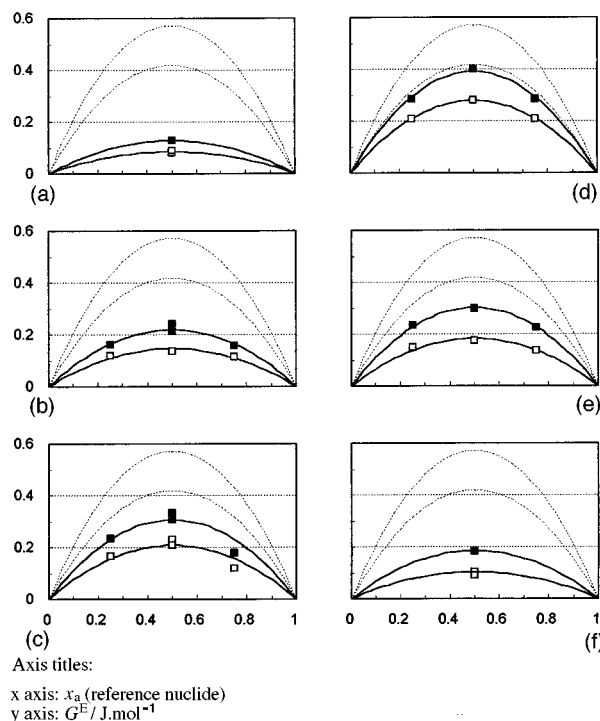 0.6
0.4
0.2
0
(a)
(d)
0.6
0.4
0.2
0
(b)
(e)
0.6
0.4
0.2
0
0 0.2 0.4 0.6 0.8 1
0 0.2 0.4 0.6 0.8 1
(c)
(f)
Axis titles:
x axis: xₐ (reference nuclide)
y axis: Gᴱ / J.mol⁻¹